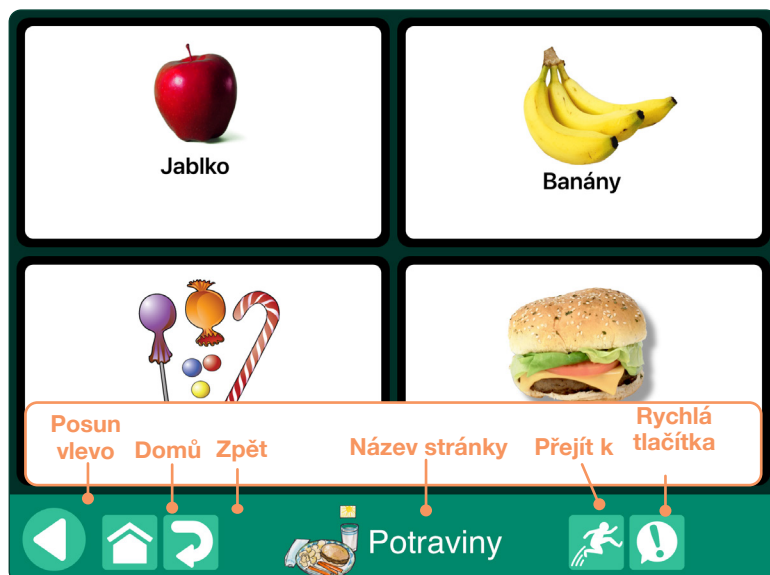 Jablko
Banány
Posun
vlevo
Domů
Zpět
Název stránky
Přejít k
Rychlá
tlačítka
Potraviny